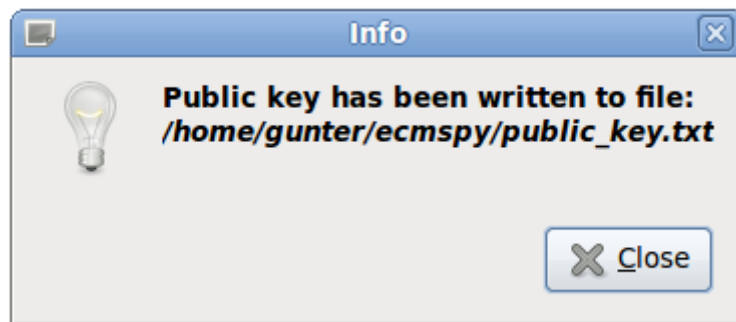 Info
Public key has been written to file:
/home/gunter/ecmspy/public_key.txt
Close